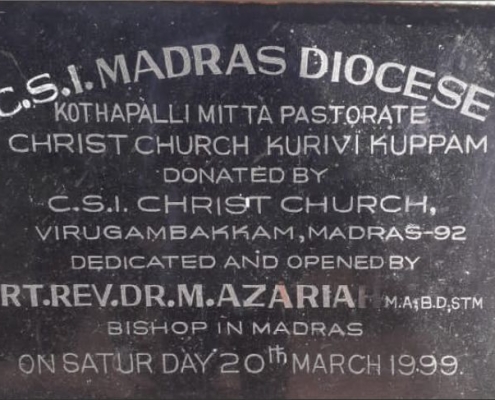 C.S.I. MADRAS DIOCESE
KOTHAPALLI MITTA PASTORATE
CHRIST CHURCH KURIVI KUPPAM
DONATED BY
C.S.I. CHRIST CHURCH,
VIRUGAMBAKKAM, MADRAS-92
DEDICATED AND OPENED BY
RT.REV.DR.M.AZARIAH M.A;B.D,STM
BISHOP IN MADRAS
ON SATUR DAY 20th MARCH 1999.